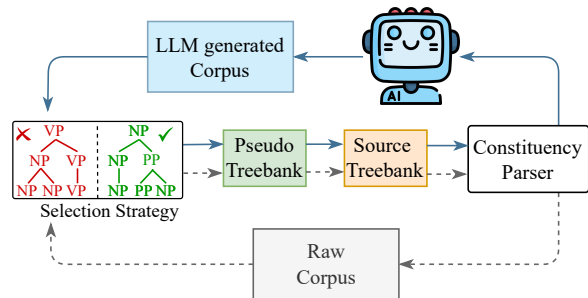 LLM generated
Corpus
AI
✗ VP
NP VP
NP NP VP
NP ✓
NP PP
NP PP NP
Selection Strategy
Pseudo
Treebank
Source
Treebank
Constituency
Parser
Raw
Corpus